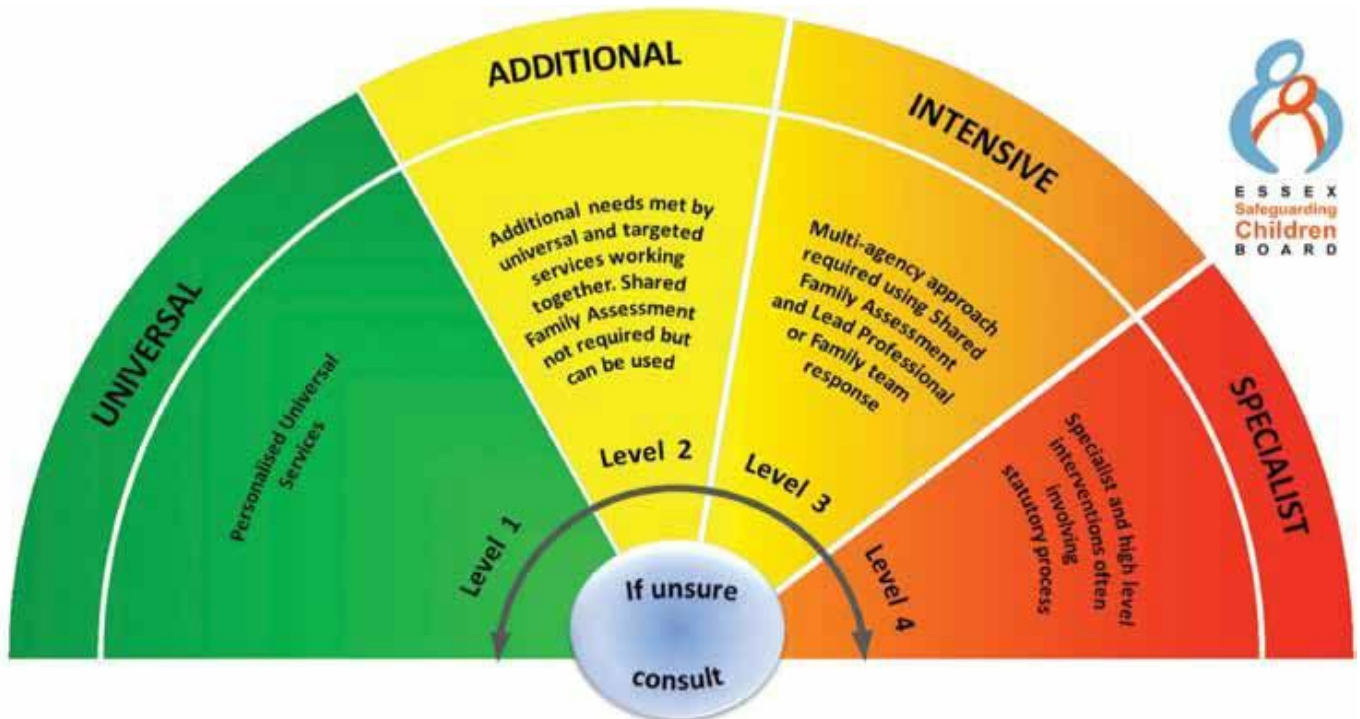 UNIVERSAL
Personalised Universal
Services
Level 1
ADDITIONAL
Additional needs met by
universal and targeted
services working
together. Shared
Family Assessment
not required but
can be used
Level 2
INTENSIVE
Multi-agency approach
required using Shared
Family Assessment
and Lead Professional
or Family team
response
Level 3
SPECIALIST
Specialist and high level
interventions often
involving
statutory process
Level 4
If unsure
consult
ESSEX
Safeguarding
Children
BOARD